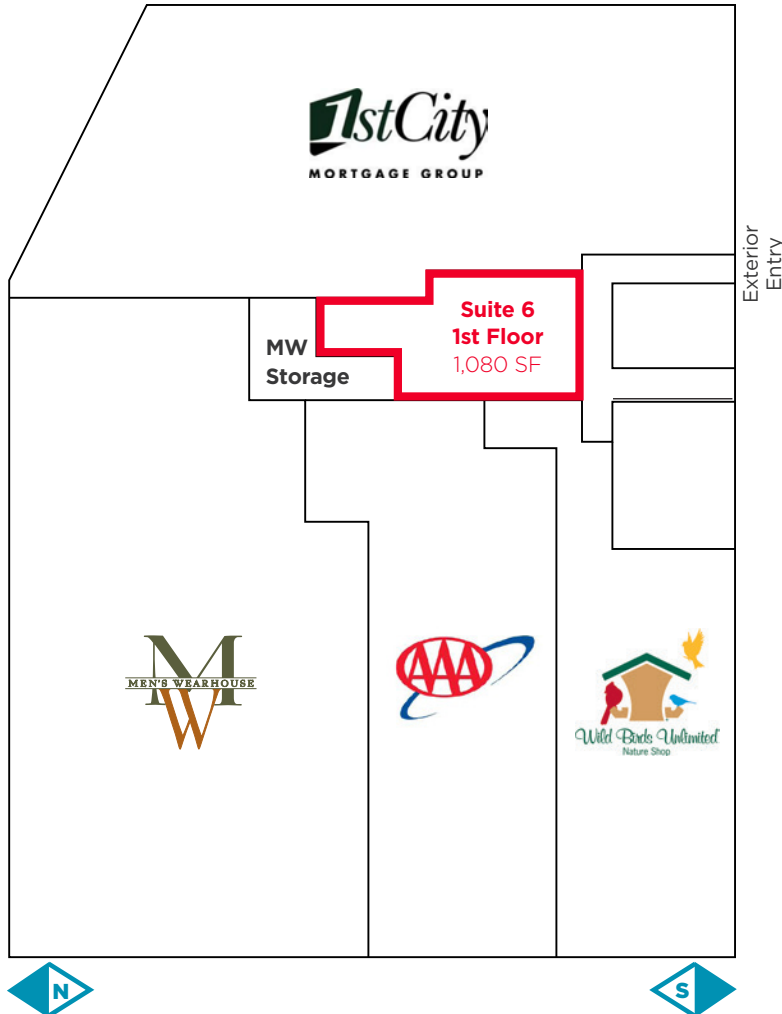 1stCity
MORTGAGE GROUP
Exterior
Entry
Suite 6
1st Floor
1,080 SF
MW
Storage
M
MEN'S WEARHOUSE
W
AAA
Wild Birds Unlimited
Nature Shop
N
S